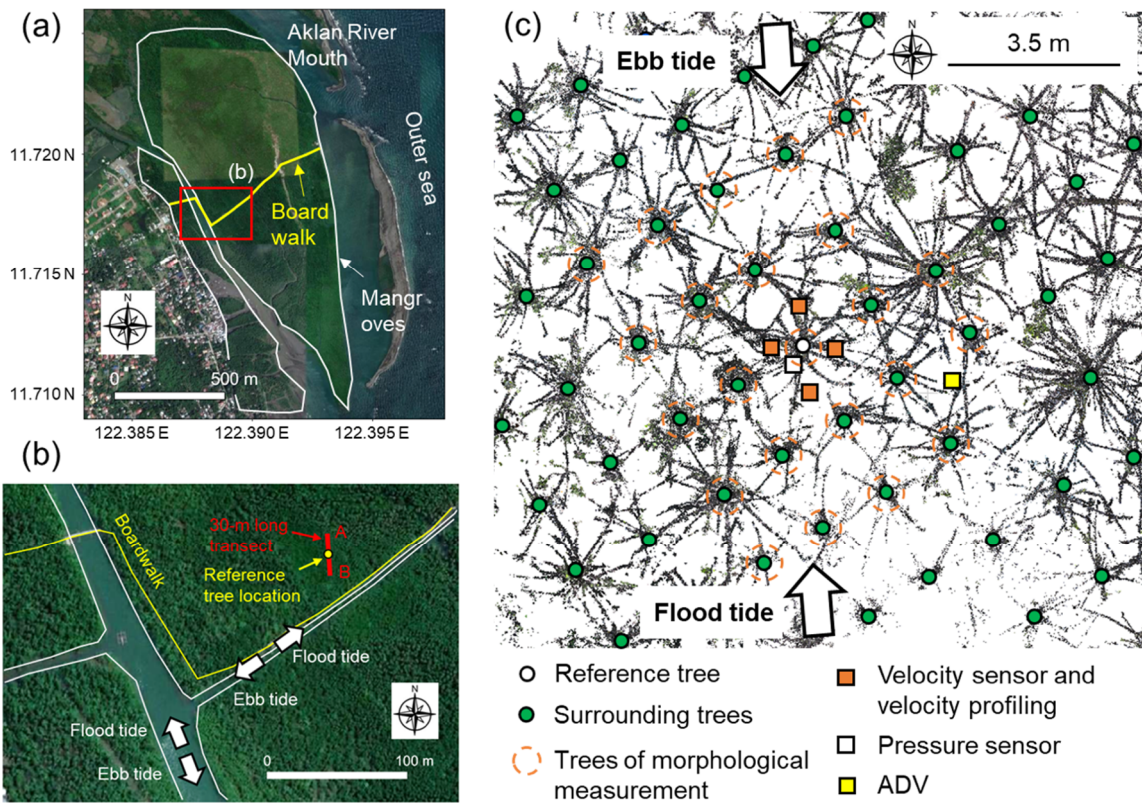 (a)
Aklan River
Mouth
Outer sea
11.720 N
(b)
Board
walk
11.715 N
Mangr
oves
N
0
500 m
11.710 N
122.385 E
122.390 E
122.395 E
(b)
Boardwalk
30-m long
transect
A
B
Reference
tree location
Flood tide
Ebb tide
Flood tide
Ebb tide
N
0
100 m
(c)
Ebb tide
N
3.5 m
Flood tide
Reference tree
Surrounding trees
Trees of morphological
measurement
Velocity sensor and
velocity profiling
Pressure sensor
ADV